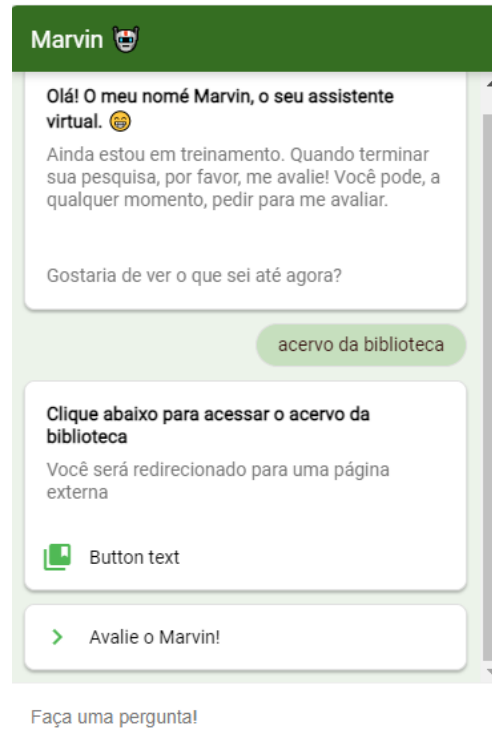 Marvin
Olá! O meu nomé Marvin, o seu assistente
virtual.
Ainda estou em treinamento. Quando terminar
sua pesquisa, por favor, me avalie! Você pode, a
qualquer momento, pedir para me avaliar.
Gostaria de ver o que sei até agora?
acervo da biblioteca
Clique abaixo para acessar o acervo da
biblioteca
Você será redirecionado para uma página
externa
Button text
Avalie o Marvin!
Faça uma pergunta!